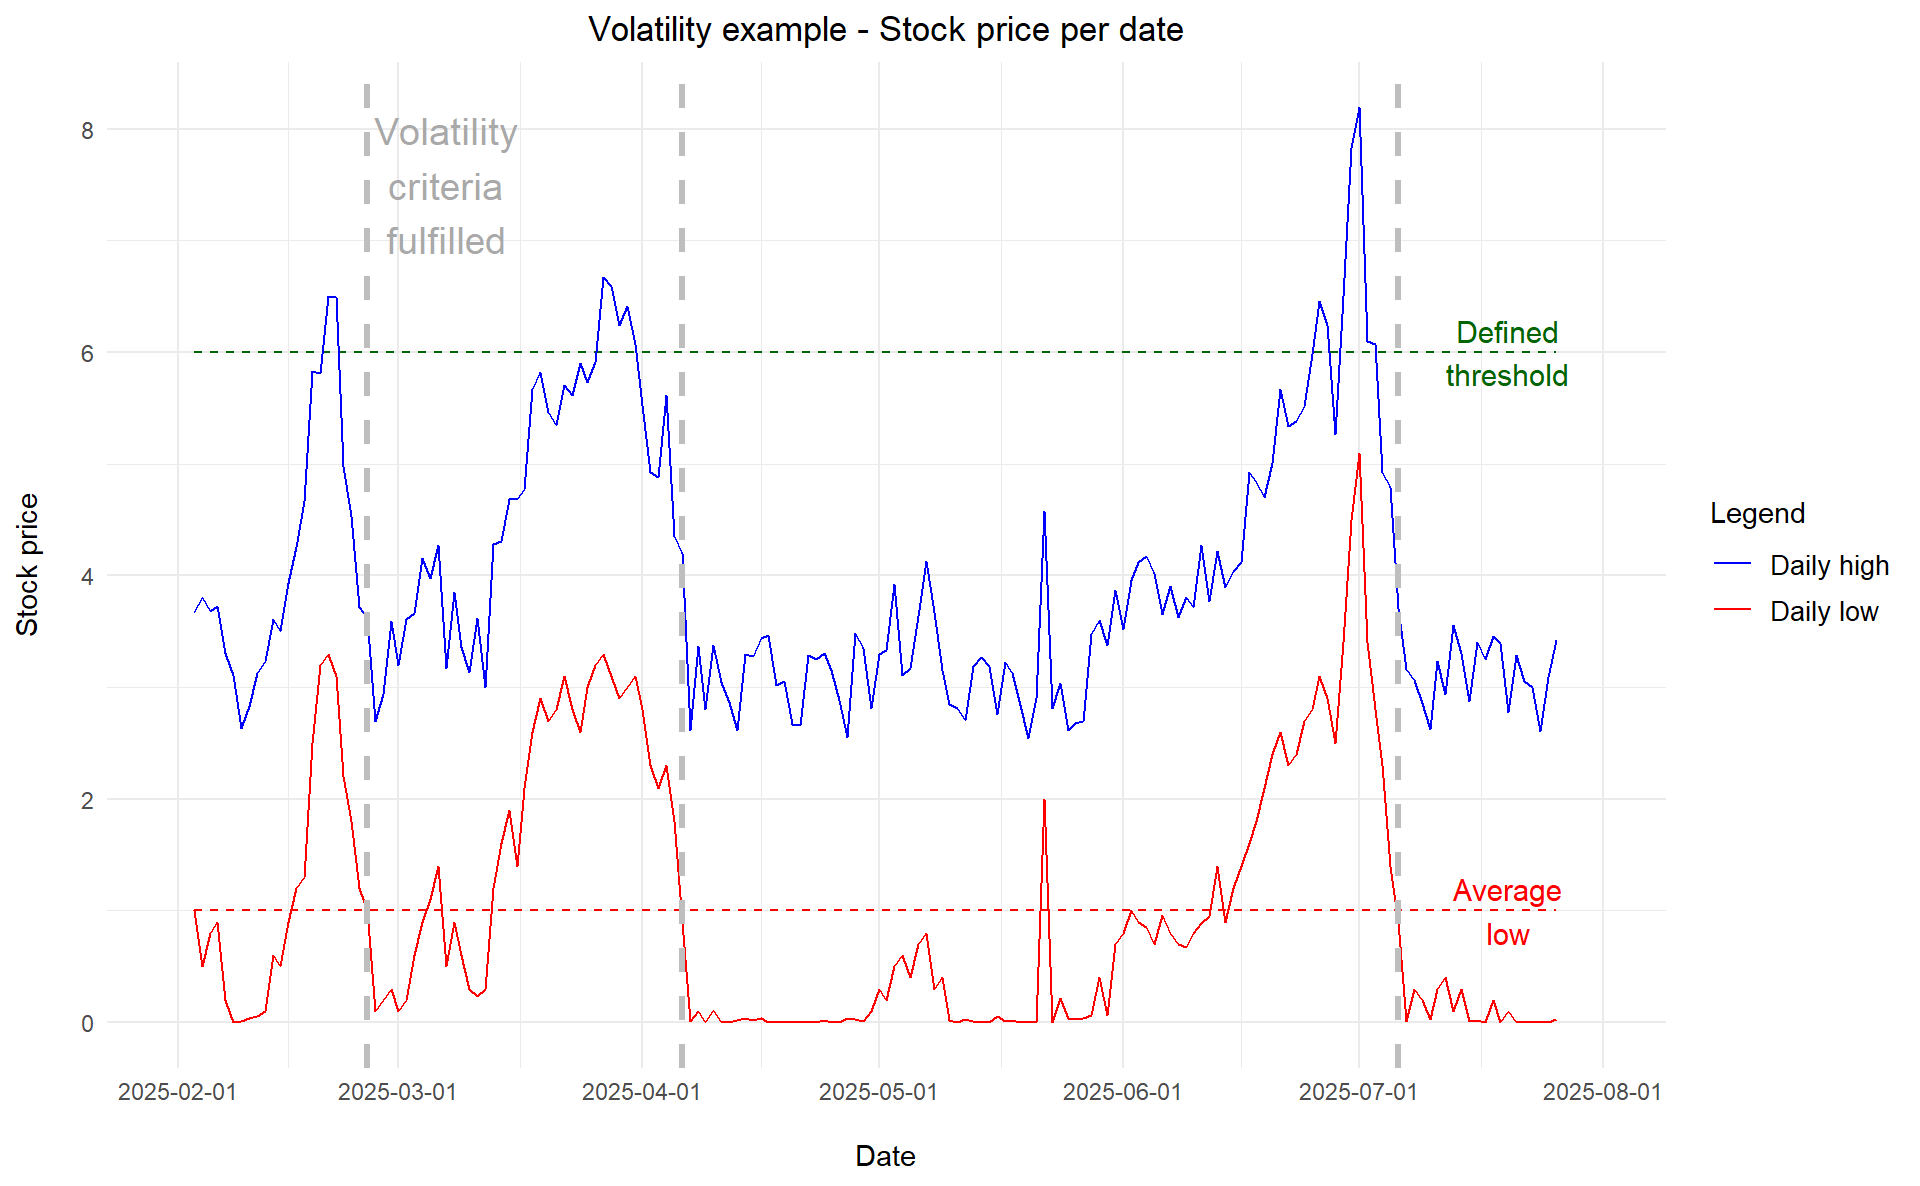 Volatility example - Stock price per date
Volatility
criteria
fulfilled
Defined
threshold
Average
low
Stock price
8
6
4
2
0
2025-02-01
2025-03-01
2025-04-01
2025-05-01
2025-06-01
2025-07-01
2025-08-01
Date
Legend
Daily high
Daily low